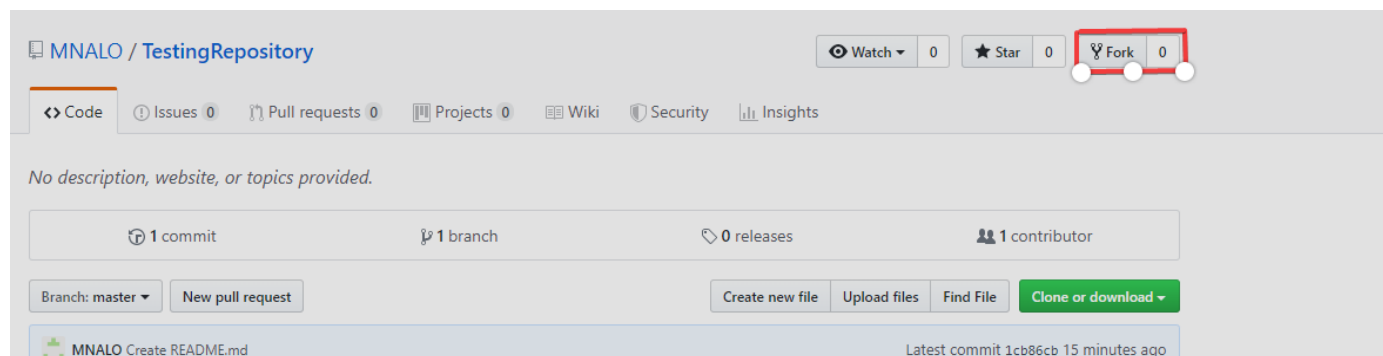 MNALO / TestingRepository Watch 0 Star 0 Fork 0
Code Issues 0 Pull requests 0 Projects 0 Wiki Security Insights
No description, website, or topics provided.
1 commit 1 branch 0 releases 1 contributor
Branch: master New pull request Create new file Upload files Find File Clone or download
MNALO Create README.md Latest commit 1cb86cb 15 minutes ago